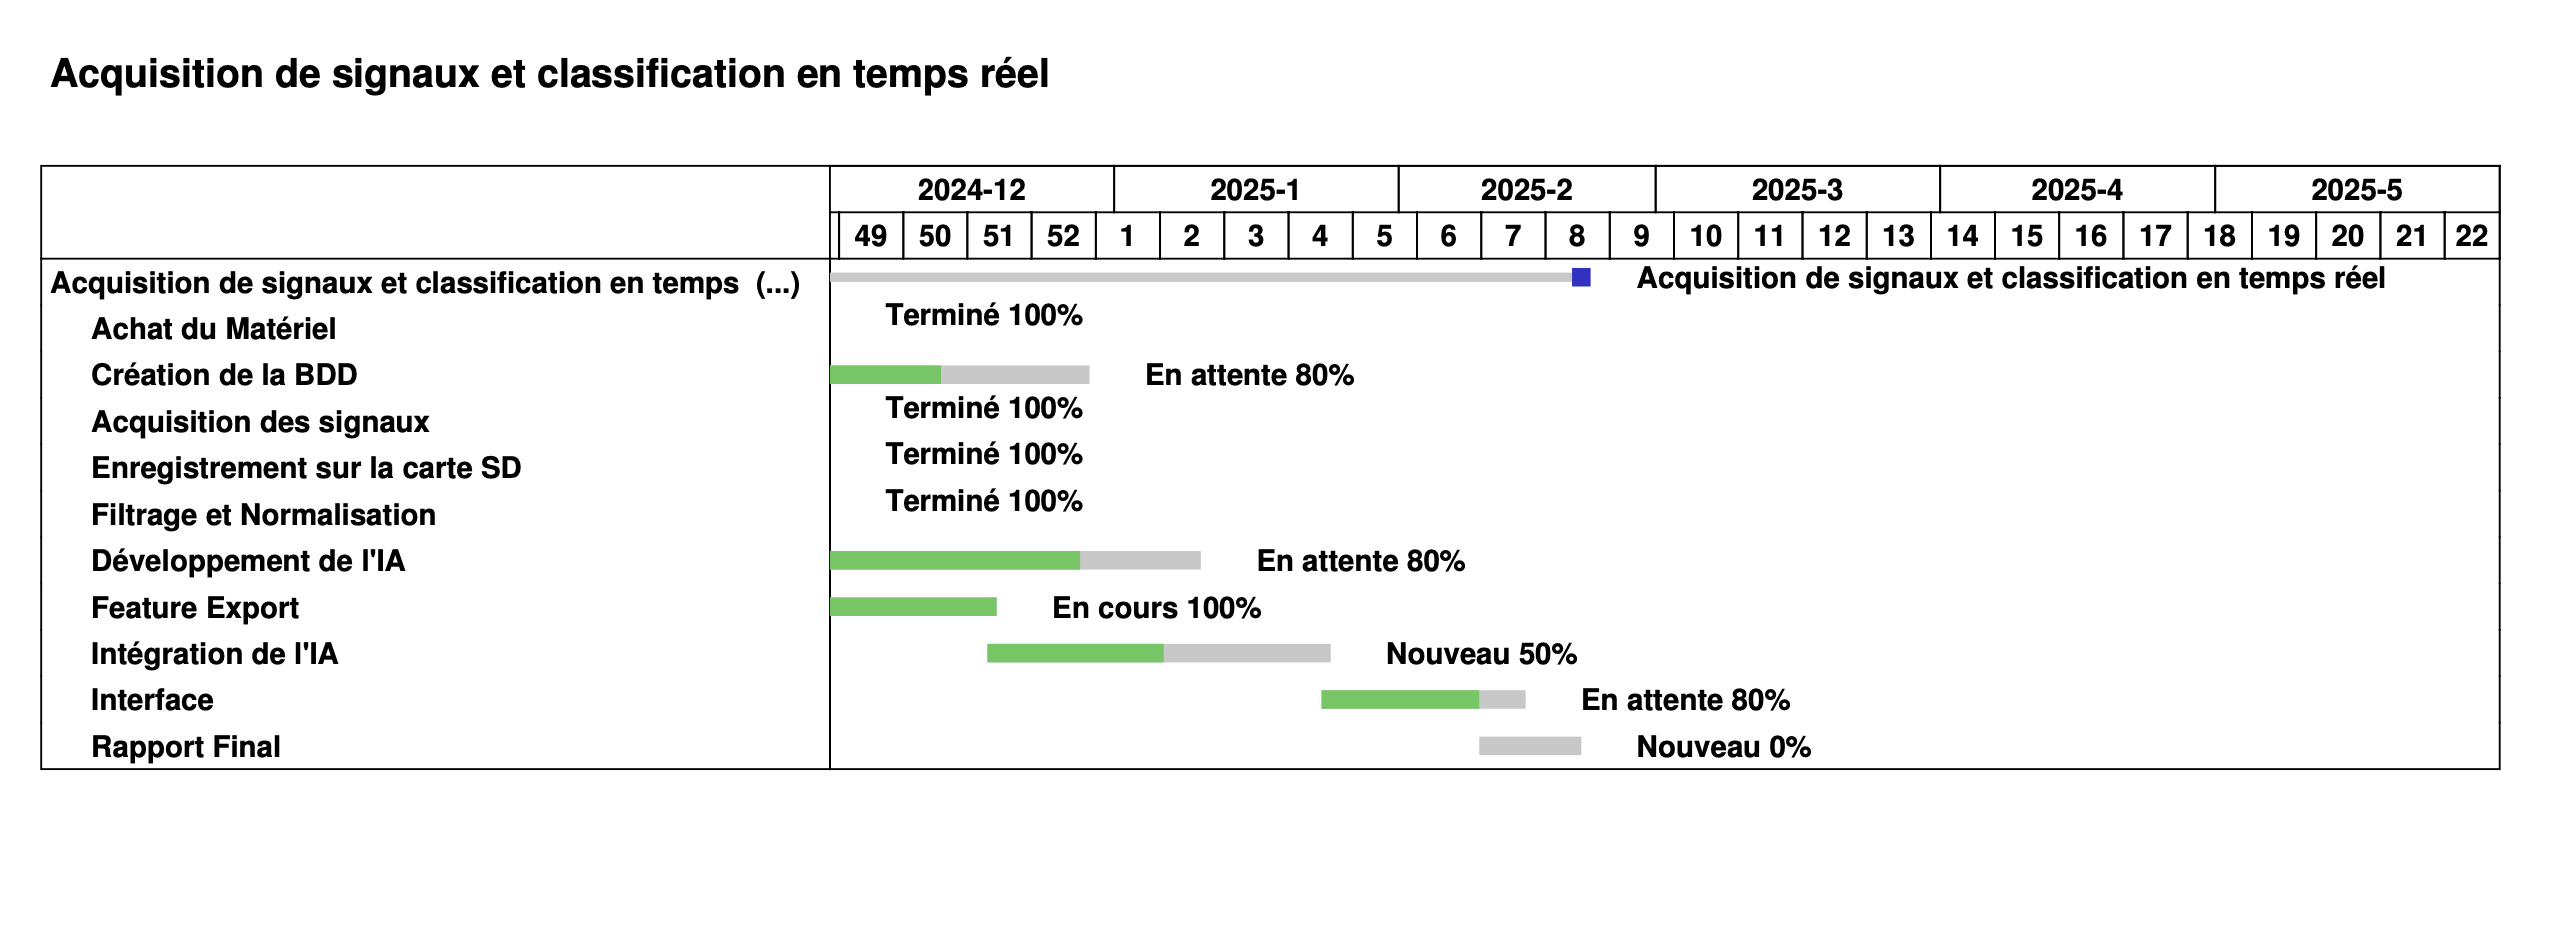 Acquisition de signaux et classification en temps réel
2024-12 2025-1 2025-2 2025-3 2025-4 2025-5
49 50 51 52 1 2 3 4 5 6 7 8 9 10 11 12 13 14 15 16 17 18 19 20 21 22
Acquisition de signaux et classification en temps (...) Acquisition de signaux et classification en temps réel
Achat du Matériel Terminé 100%
Création de la BDD En attente 80%
Acquisition des signaux Terminé 100%
Enregistrement sur la carte SD Terminé 100%
Filtrage et Normalisation Terminé 100%
Développement de l'IA En attente 80%
Feature Export En cours 100%
Intégration de l'IA Nouveau 50%
Interface En attente 80%
Rapport Final Nouveau 0%